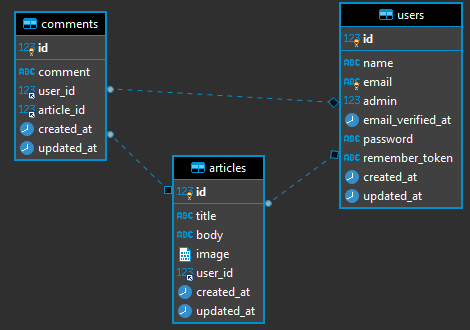 comments
123 id
ABC comment
123 user_id
123 article_id
created_at
updated_at
users
123 id
ABC name
ABC email
123 admin
email_verified_at
ABC password
ABC remember_token
created_at
updated_at
articles
123 id
ABC title
ABC body
image
123 user_id
created_at
updated_at